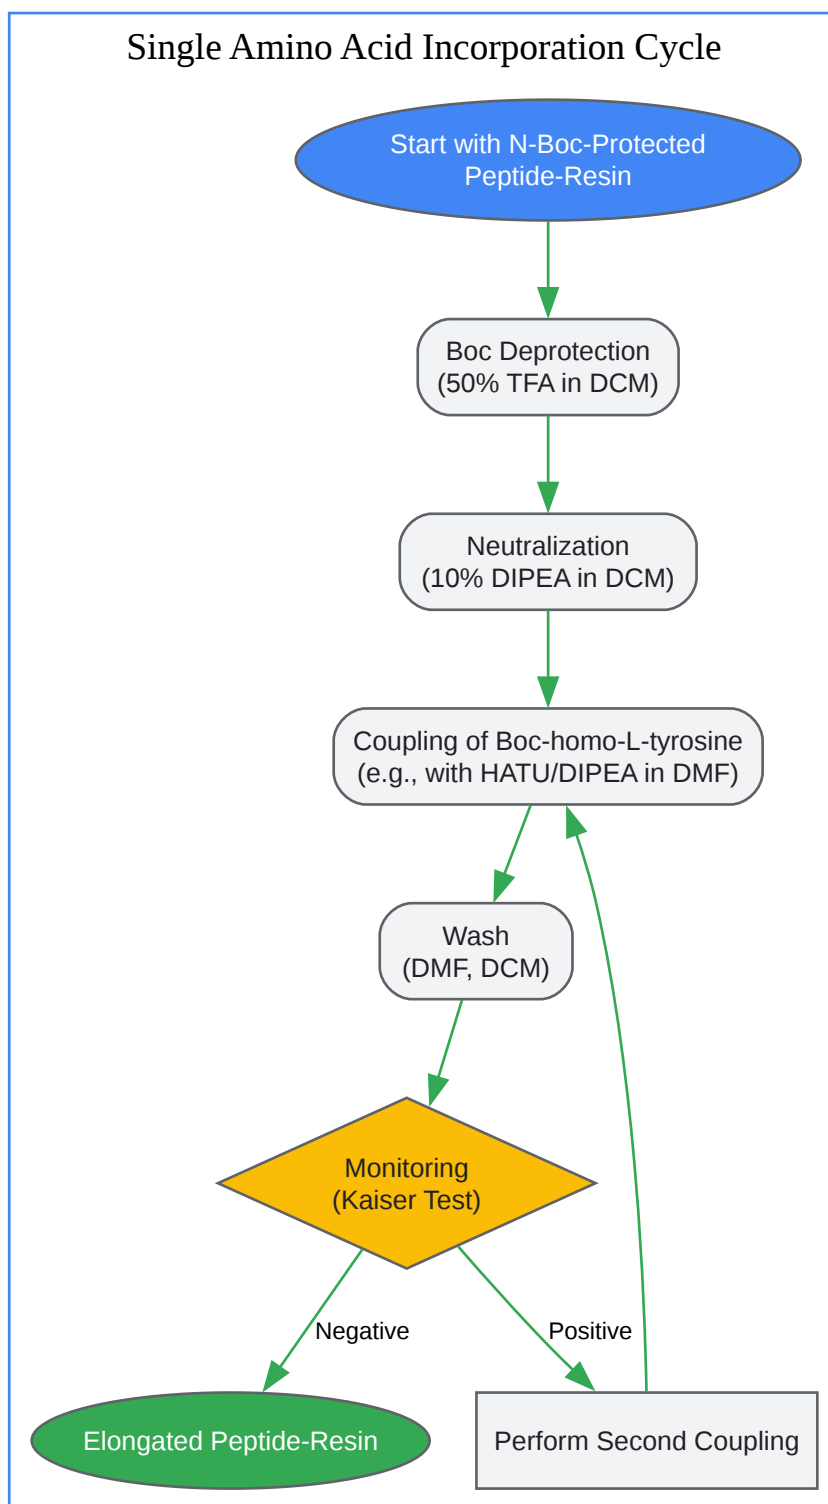 Single Amino Acid Incorporation Cycle
Start with N-Boc-Protected
Peptide-Resin
Boc Deprotection
(50% TFA in DCM)
Neutralization
(10% DIPEA in DCM)
Coupling of Boc-homo-L-tyrosine
(e.g., with HATU/DIPEA in DMF)
Wash
(DMF, DCM)
Monitoring
(Kaiser Test)
Negative
Positive
Elongated Peptide-Resin
Perform Second Coupling